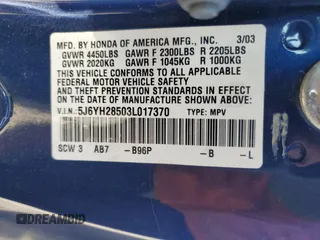 MFD. BY HONDA OF AMERICA MFG., INC. 3/03
GVWR 4450LBS GAWR F 2300LBS R 2205LBS
GVWR 2020KG GAWR F 1045KG R 1000KG
THIS VEHICLE CONFORMS TO ALL APPLICABLE
FEDERAL MOTOR VEHICLE SAFETY AND
THEFT PREVENTION STANDARDS IN EFFECT ON
THE DATE OF MANUFACTURE SHOWN ABOVE.
V.I.N.: 5J6YH28503L017370 TYPE: MPV
SCW 3 AB7 -B96P -B -L
DREAMBID